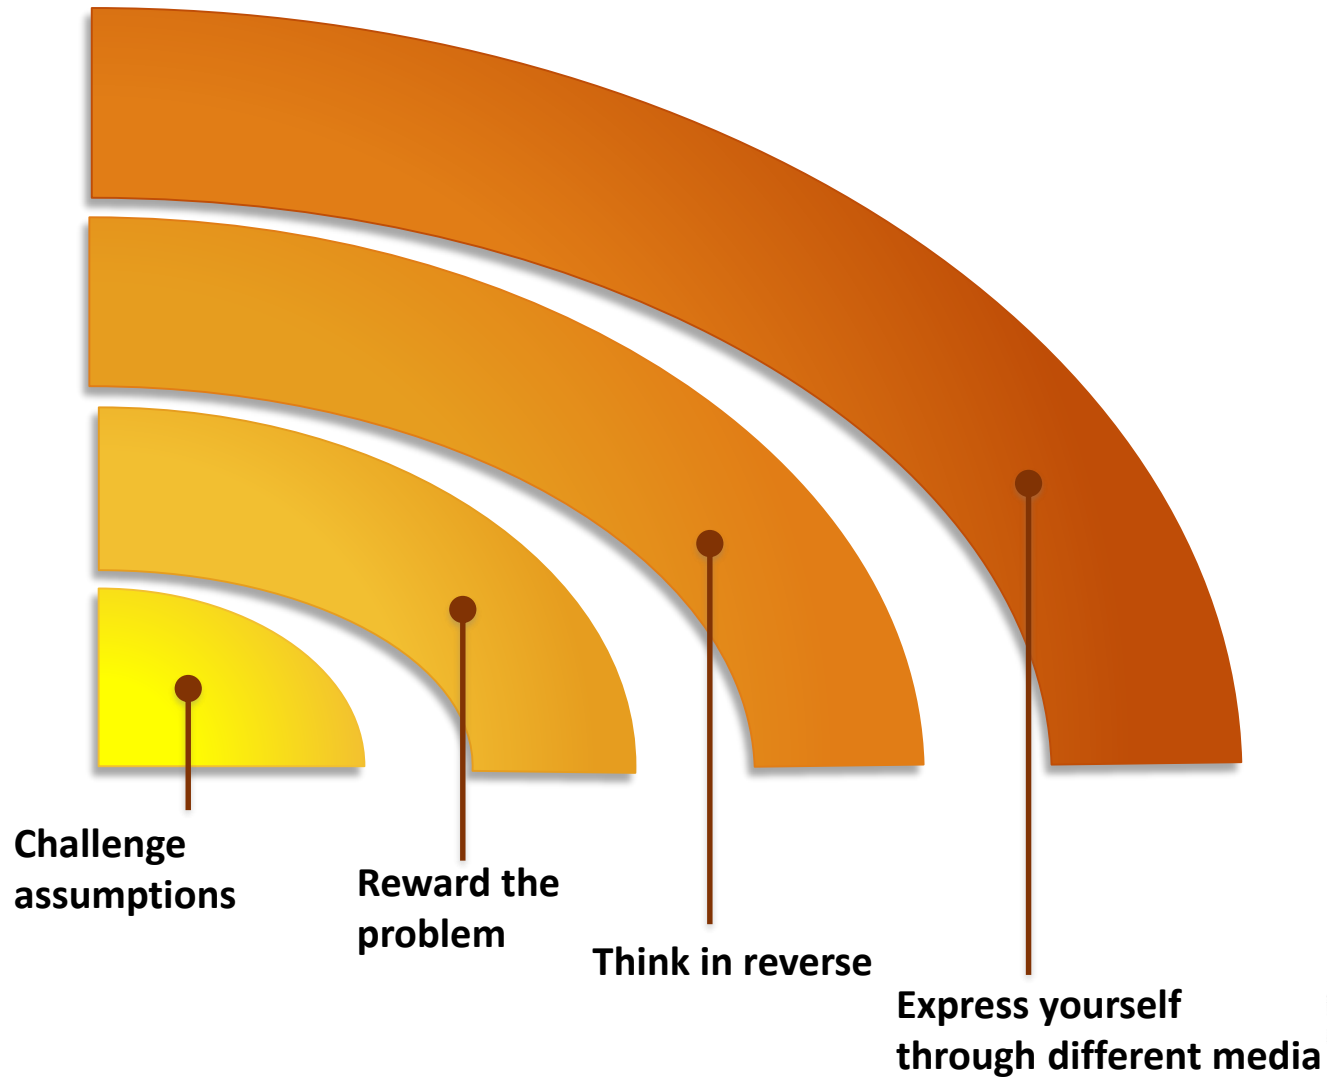 Challenge
assumptions
Reward the
problem
Think in reverse
Express yourself
through different media